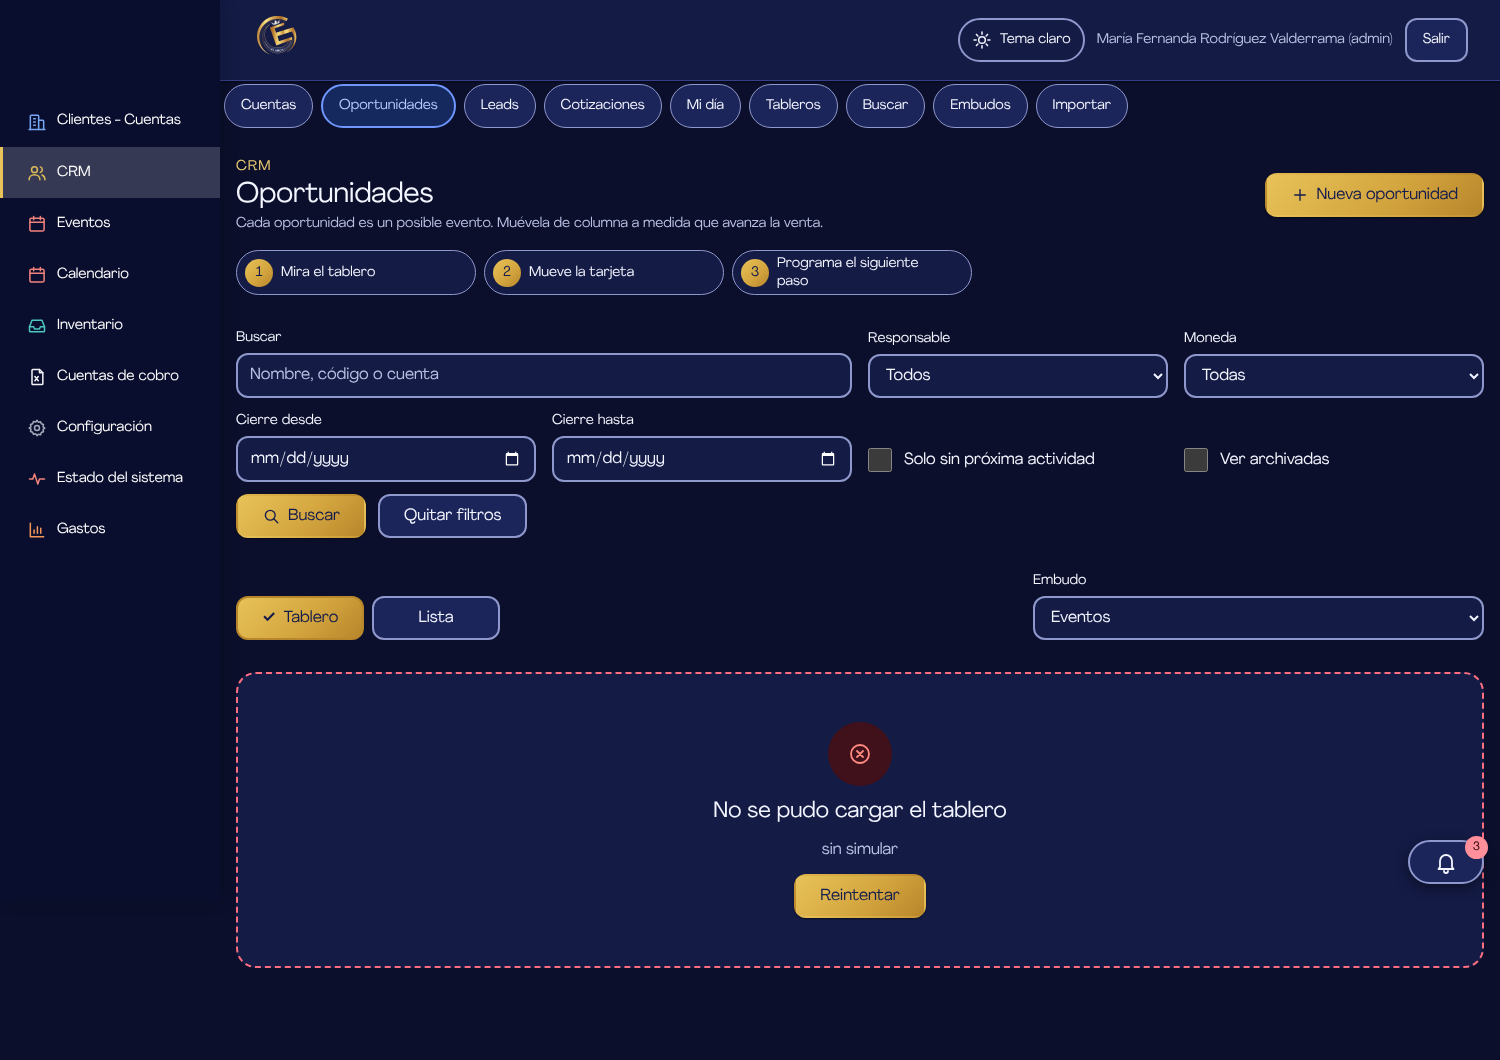 Tema claro
María Fernanda Rodríguez Valderrama (admin)
Salir
Clientes - Cuentas
CRM
Eventos
Calendario
Inventario
Cuentas de cobro
Configuración
Estado del sistema
Gastos
Cuentas
Oportunidades
Leads
Cotizaciones
Mi día
Tableros
Buscar
Embudos
Importar
CRM
Oportunidades
Cada oportunidad es un posible evento. Muévela de columna a medida que avanza la venta.
Nueva oportunidad
1 Mira el tablero
2 Mueve la tarjeta
3 Programa el siguiente
paso
Buscar
Nombre, código o cuenta
Responsable
Todos
Moneda
Todas
Cierre desde
mm/dd/yyyy
Cierre hasta
mm/dd/yyyy
Solo sin próxima actividad
Ver archivadas
Buscar
Quitar filtros
Tablero
Lista
Embudo
Eventos
No se pudo cargar el tablero
sin simular
Reintentar
3